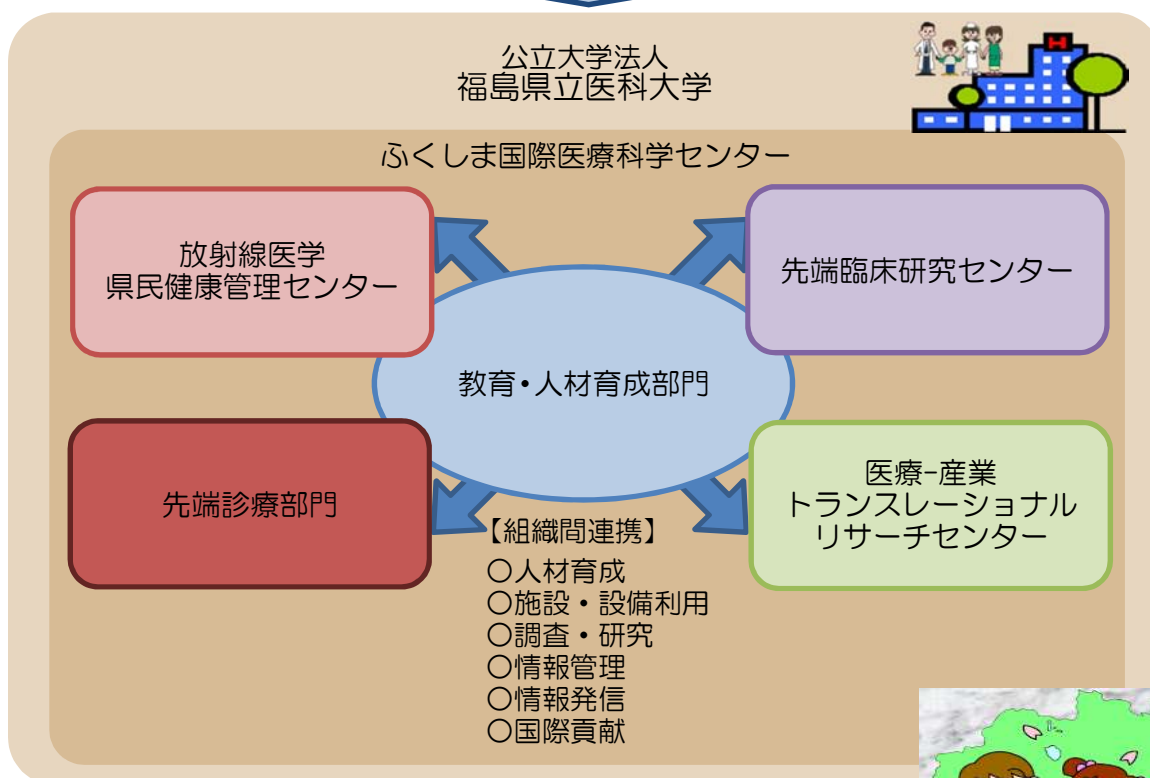 公立大学法人
福島県立医科大学
H
ふくしま国際医療科学センター
放射線医学
県民健康管理センター
先端臨床研究センター
教育・人材育成部門
先端診療部門
医療-産業
トランスレーショナル
リサーチセンター
【組織間連携】
○人材育成
○施設・設備利用
○調査・研究
○情報管理
○情報発信
○国際貢献